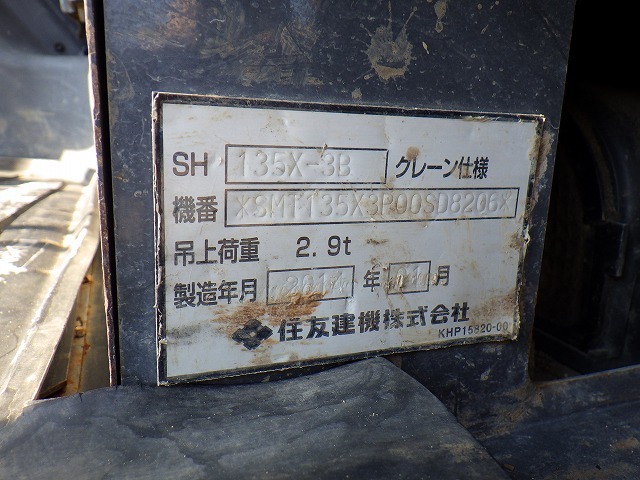 SH 135X-3B クレーン仕様
機番 *SMT135X3P00SD8206*
吊上荷重 2.9t
製造年月 年 月
住友建機株式会社
KHP15820-00